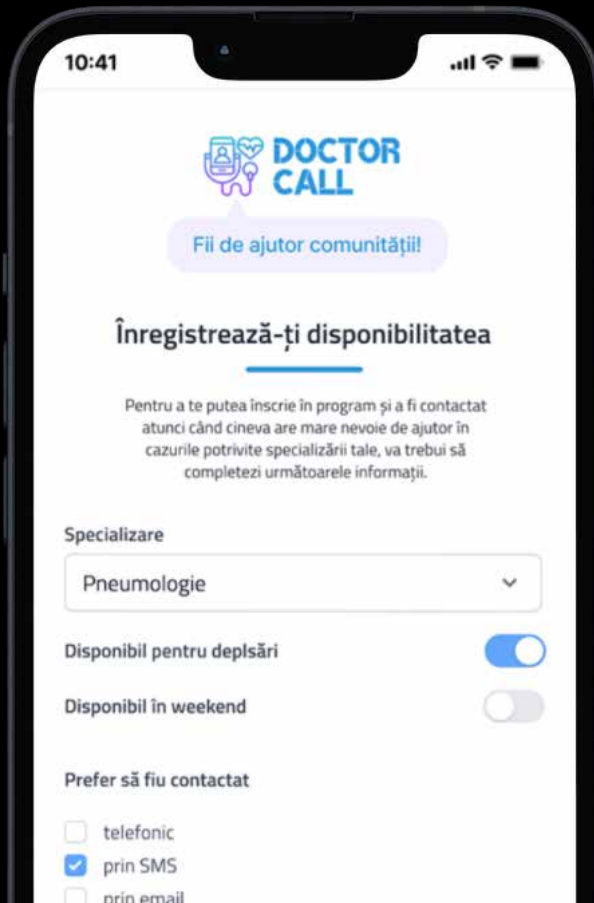 10:41
DOCTOR
CALL
Fii de ajutor comunității!
Înregistrează-ți disponibilitatea
Pentru a te putea înscrie în program și a fi contactat
atunci când cineva are mare nevoie de ajutor în
cazurile potrivite specializării tale, va trebui să
completezi următoarele informații.
Specializare
Pneumologie
Disponibil pentru deplsări
Disponibil în weekend
Prefer să fiu contactat
telefonic
prin SMS
prin email